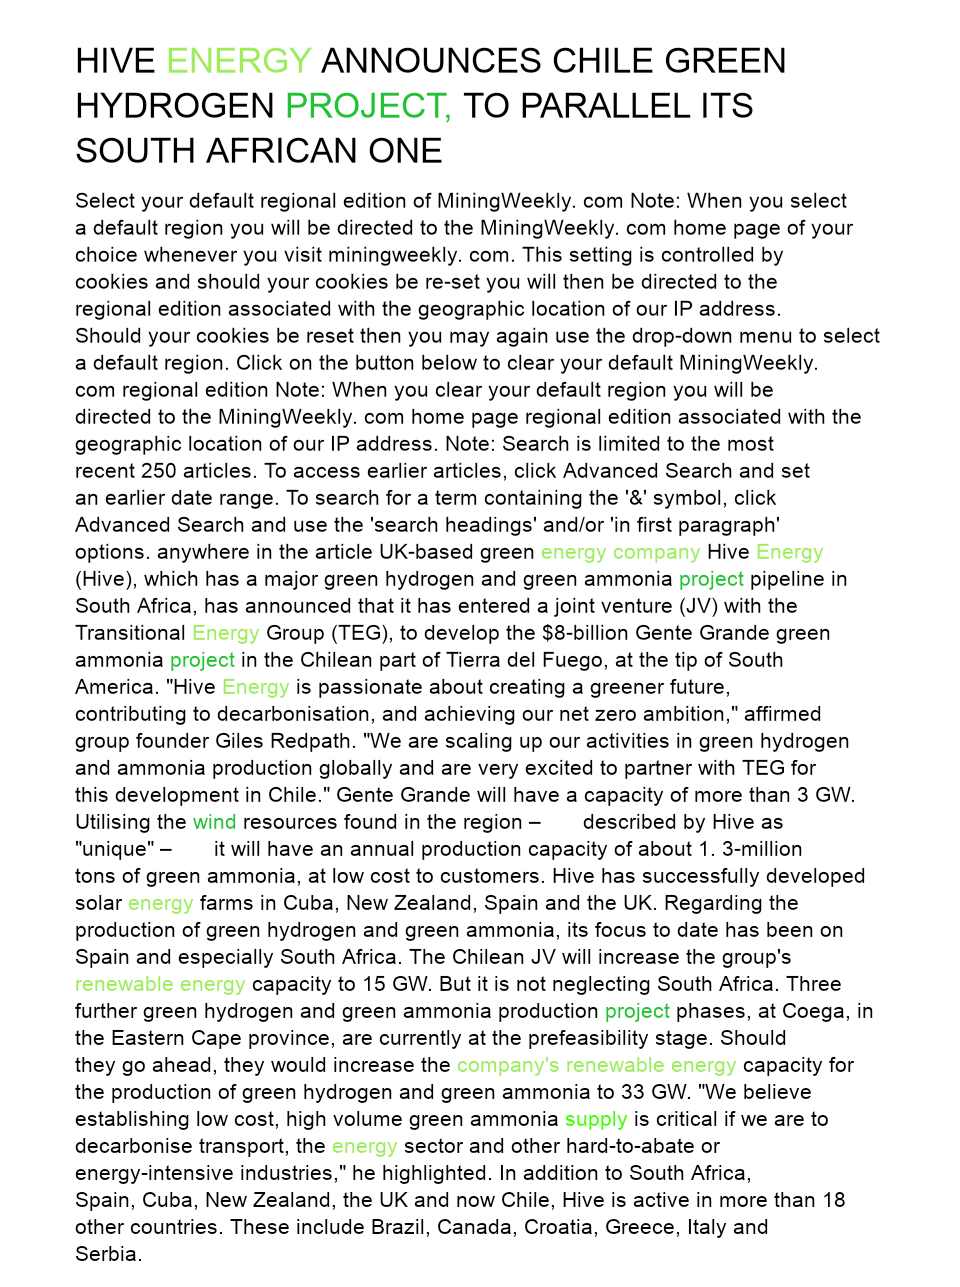 HIVE ENERGY ANNOUNCES CHILE GREEN
HYDROGEN PROJECT, TO PARALLEL ITS
SOUTH AFRICAN ONE
Select your default regional edition of MiningWeekly. com Note: When you select
a default region you will be directed to the MiningWeekly. com home page of your
choice whenever you visit miningweekly. com. This setting is controlled by
cookies and should your cookies be re-set you will then be directed to the
regional edition associated with the geographic location of our IP address.
Should your cookies be reset then you may again use the drop-down menu to select
a default region. Click on the button below to clear your default MiningWeekly.
com regional edition Note: When you clear your default region you will be
directed to the MiningWeekly. com home page regional edition associated with the
geographic location of our IP address. Note: Search is limited to the most
recent 250 articles. To access earlier articles, click Advanced Search and set
an earlier date range. To search for a term containing the '&' symbol, click
Advanced Search and use the 'search headings' and/or 'in first paragraph'
options. anywhere in the article UK-based green energy company Hive Energy
(Hive), which has a major green hydrogen and green ammonia project pipeline in
South Africa, has announced that it has entered a joint venture (JV) with the
Transitional Energy Group (TEG), to develop the $8-billion Gente Grande green
ammonia project in the Chilean part of Tierra del Fuego, at the tip of South
America. "Hive Energy is passionate about creating a greener future,
contributing to decarbonisation, and achieving our net zero ambition," affirmed
group founder Giles Redpath. "We are scaling up our activities in green hydrogen
and ammonia production globally and are very excited to partner with TEG for
this development in Chile." Gente Grande will have a capacity of more than 3 GW.
Utilising the wind resources found in the region – described by Hive as
"unique" – it will have an annual production capacity of about 1. 3-million
tons of green ammonia, at low cost to customers. Hive has successfully developed
solar energy farms in Cuba, New Zealand, Spain and the UK. Regarding the
production of green hydrogen and green ammonia, its focus to date has been on
Spain and especially South Africa. The Chilean JV will increase the group's
renewable energy capacity to 15 GW. But it is not neglecting South Africa. Three
further green hydrogen and green ammonia production project phases, at Coega, in
the Eastern Cape province, are currently at the prefeasibility stage. Should
they go ahead, they would increase the company's renewable energy capacity for
the production of green hydrogen and green ammonia to 33 GW. "We believe
establishing low cost, high volume green ammonia supply is critical if we are to
decarbonise transport, the energy sector and other hard-to-abate or
energy-intensive industries," he highlighted. In addition to South Africa,
Spain, Cuba, New Zealand, the UK and now Chile, Hive is active in more than 18
other countries. These include Brazil, Canada, Croatia, Greece, Italy and
Serbia.